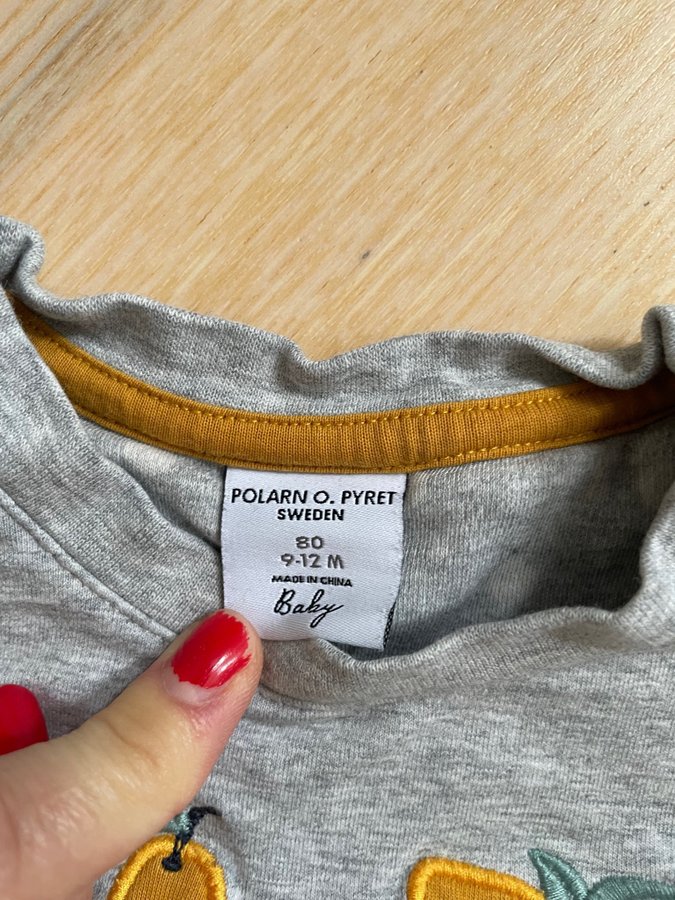 POLARN O. PYRET
SWEDEN
80
9-12 M
MADE IN CHINA
Baby